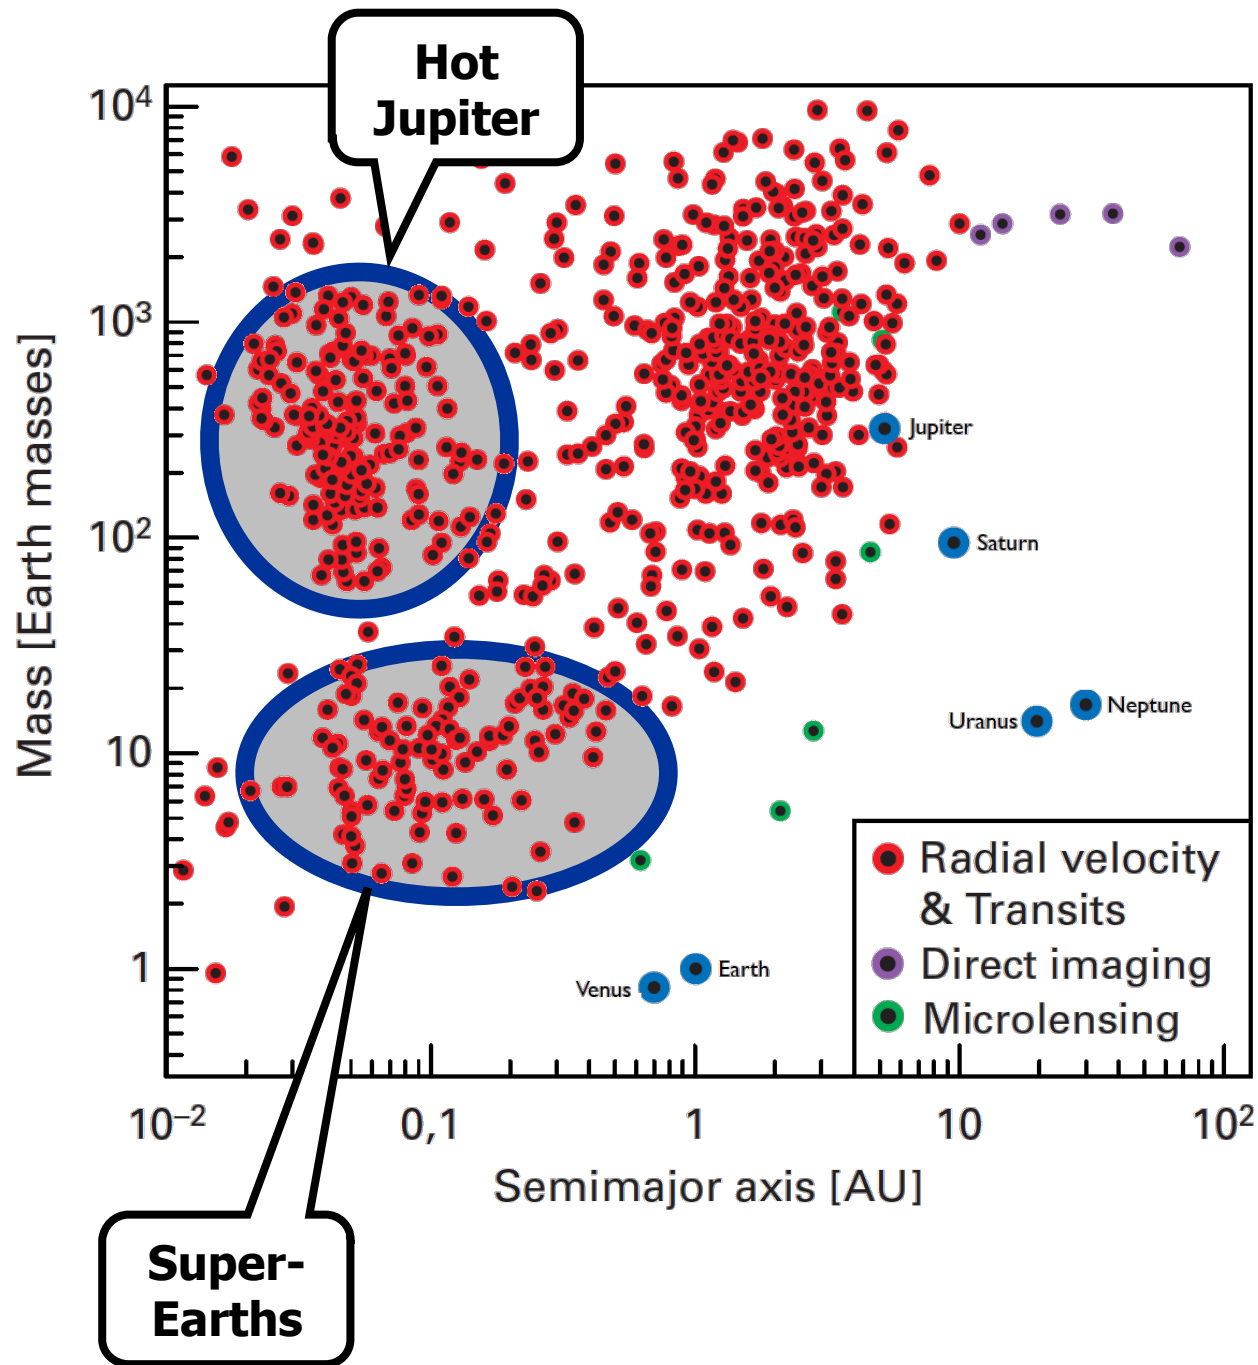 Hot
Jupiter
10⁴
10³
10²
10
1
Mass [Earth masses]
Jupiter
Saturn
Uranus
Neptune
Earth
Venus
Radial velocity
& Transits
Direct imaging
Microlensing
10⁻² 0,1 1 10 10²
Semimajor axis [AU]
Super-
Earths